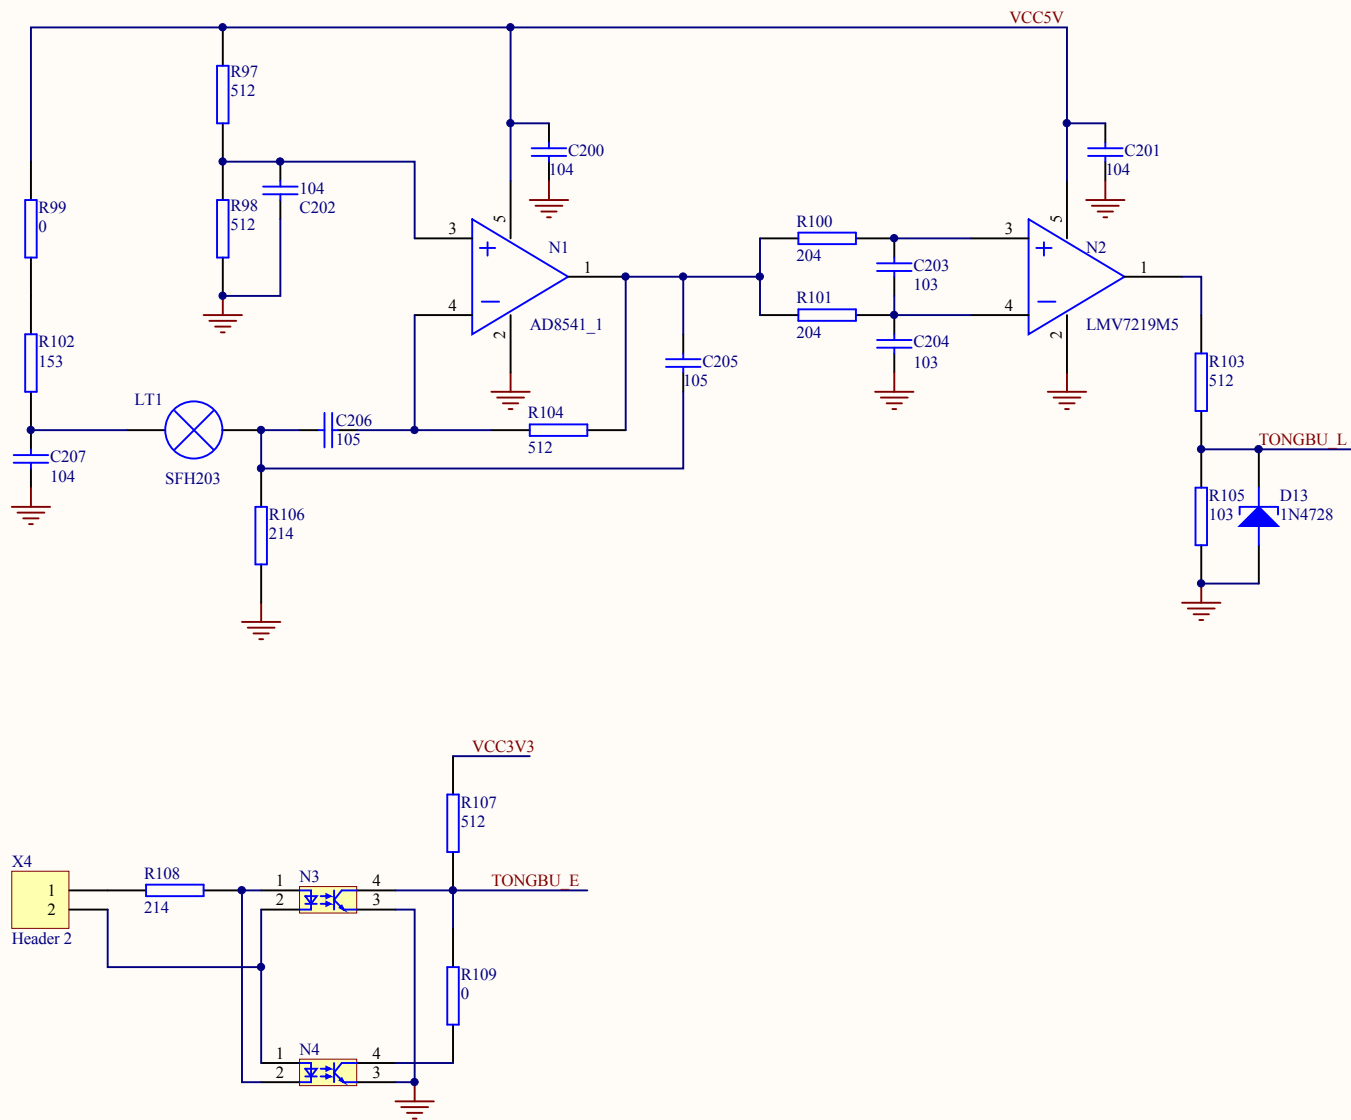 VCC5V
R97
512
R99
0
R98
512
104
C202
C200
104
C201
104
3
5
N1
1
4
2
AD8541_1
R100
204
R101
204
C203
103
C204
103
3
5
N2
1
4
2
LMV7219M5
R102
153
LT1
SFH203
C207
104
C206
105
R104
512
C205
105
R106
214
R103
512
TONGBU_L
R105
103
D13
1N4728
VCC3V3
R107
512
X4
1
2
Header 2
R108
214
1
2
N3
4
3
TONGBU_E
R109
0
1
2
N4
4
3